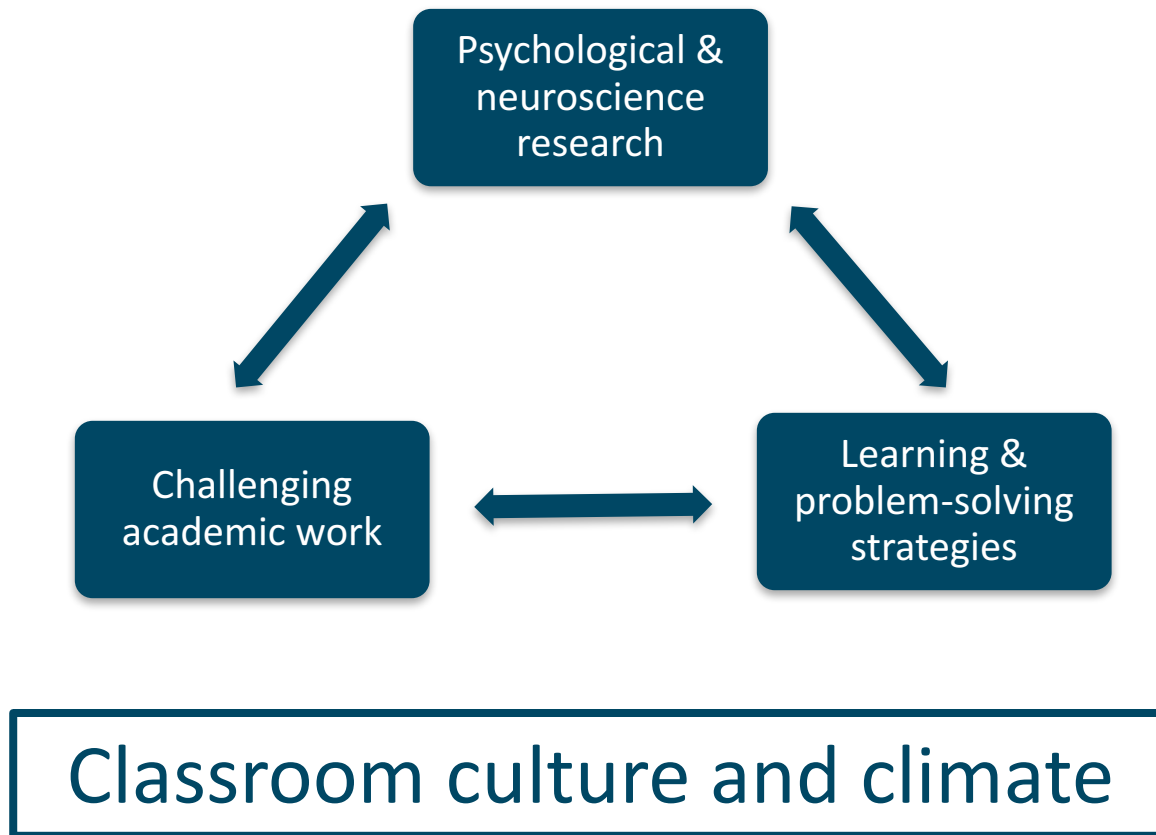 Psychological &
neuroscience
research
Challenging
academic work
Learning &
problem-solving
strategies
Classroom culture and climate